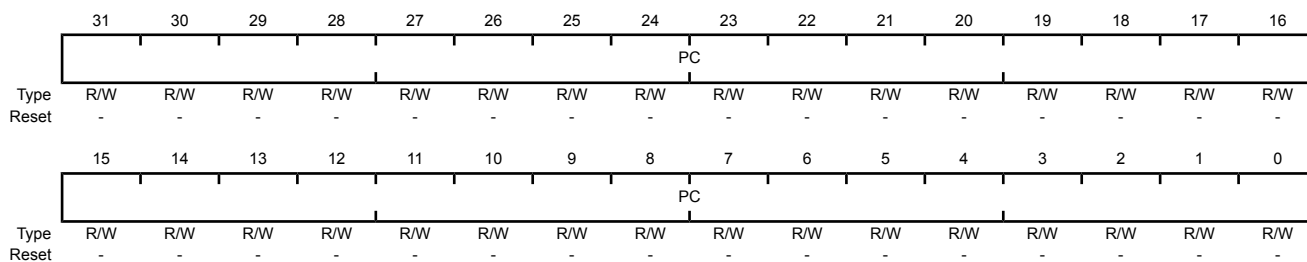 31 30 29 28 27 26 25 24 23 22 21 20 19 18 17 16
PC
Type R/W R/W R/W R/W R/W R/W R/W R/W R/W R/W R/W R/W R/W R/W R/W R/W
Reset - - - - - - - - - - - - - - - -
15 14 13 12 11 10 9 8 7 6 5 4 3 2 1 0
PC
Type R/W R/W R/W R/W R/W R/W R/W R/W R/W R/W R/W R/W R/W R/W R/W R/W
Reset - - - - - - - - - - - - - - - -